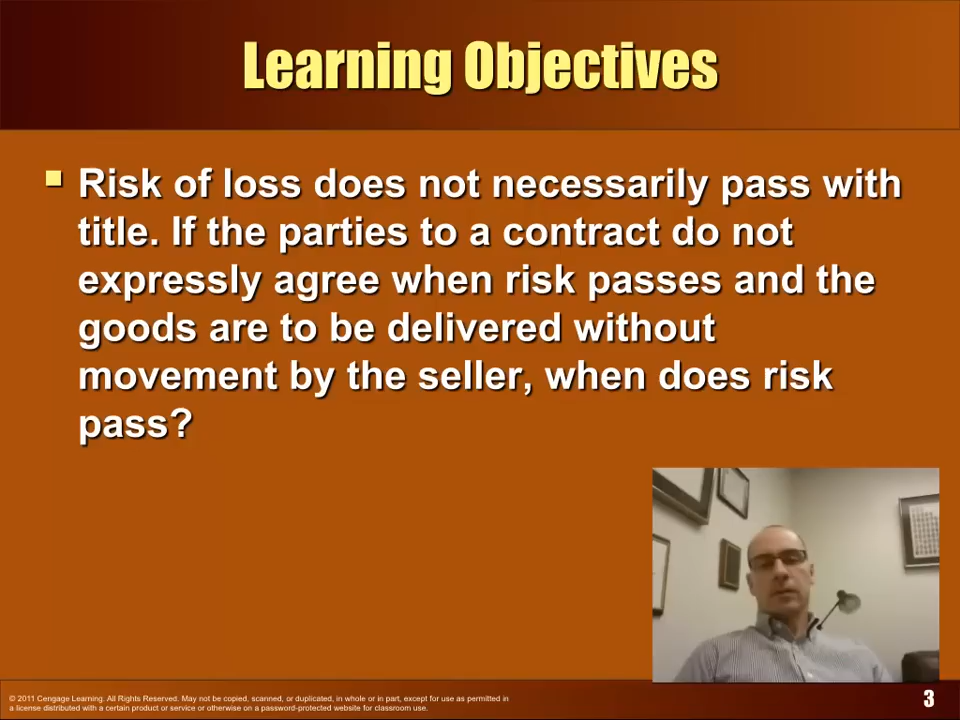 Learning Objectives
Risk of loss does not necessarily pass with
title. If the parties to a contract do not
expressly agree when risk passes and the
goods are to be delivered without
movement by the seller, when does risk
pass?
© 2011 Cengage Learning. All Rights Reserved. May not be copied, scanned, or duplicated, in whole or in part, except for use as permitted in
a license distributed with a certain product or service or otherwise on a password-protected website for classroom use.
3